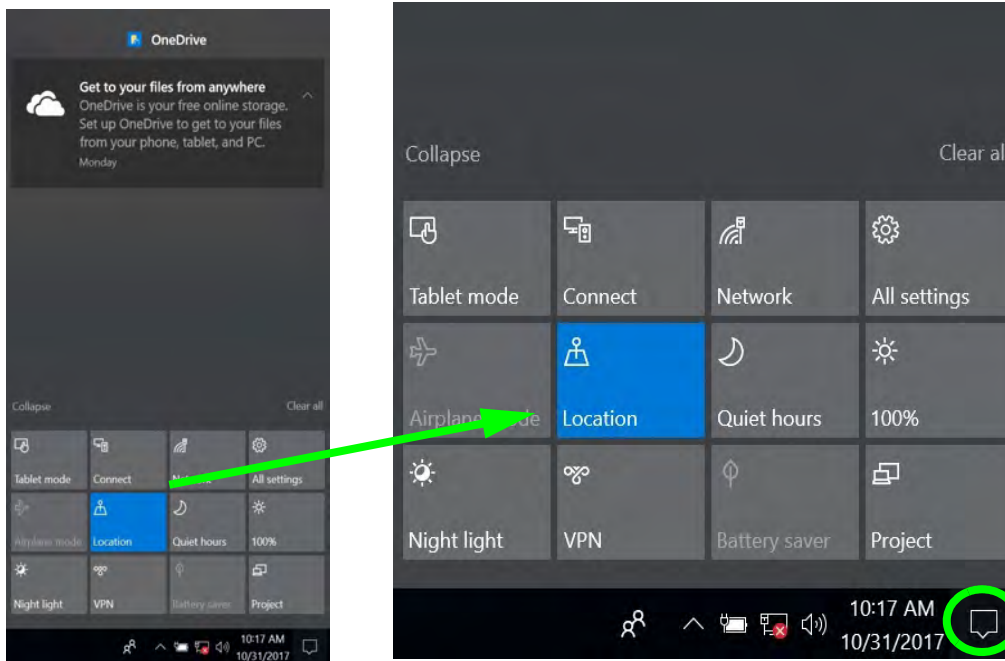 OneDrive
Get to your files from anywhere
OneDrive is your free online storage.
Set up OneDrive to get to your files
from your phone, tablet, and PC.
Monday
Collapse Clear all
Tablet mode Connect Network All settings
Airplane mode Location Quiet hours 100%
Night light VPN Battery saver Project
10:17 AM
10/31/2017
Collapse Clear al
Tablet mode Connect Network All settings
Location Quiet hours 100%
Night light VPN Battery saver Project
10:17 AM
10/31/2017